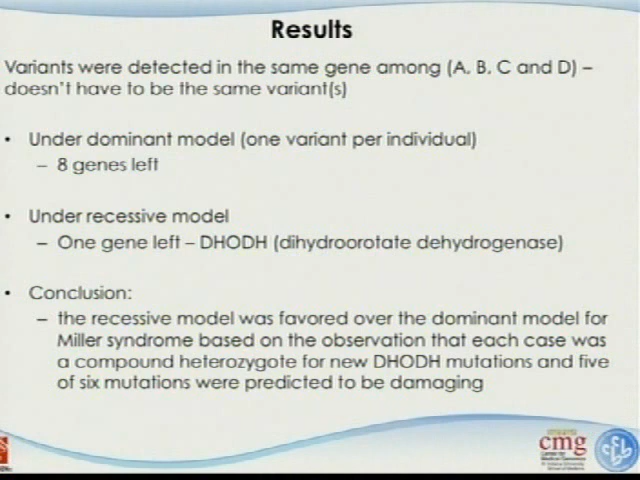 Results
Variants were detected in the same gene among (A, B, C and D) –
doesn't have to be the same variant(s)
• Under dominant model (one variant per individual)
– 8 genes left
• Under recessive model
– One gene left – DHODH (dihydroorotate dehydrogenase)
• Conclusion:
– the recessive model was favored over the dominant model for
Miller syndrome based on the observation that each case was
a compound heterozygote for new DHODH mutations and five
of six mutations were predicted to be damaging
cmg